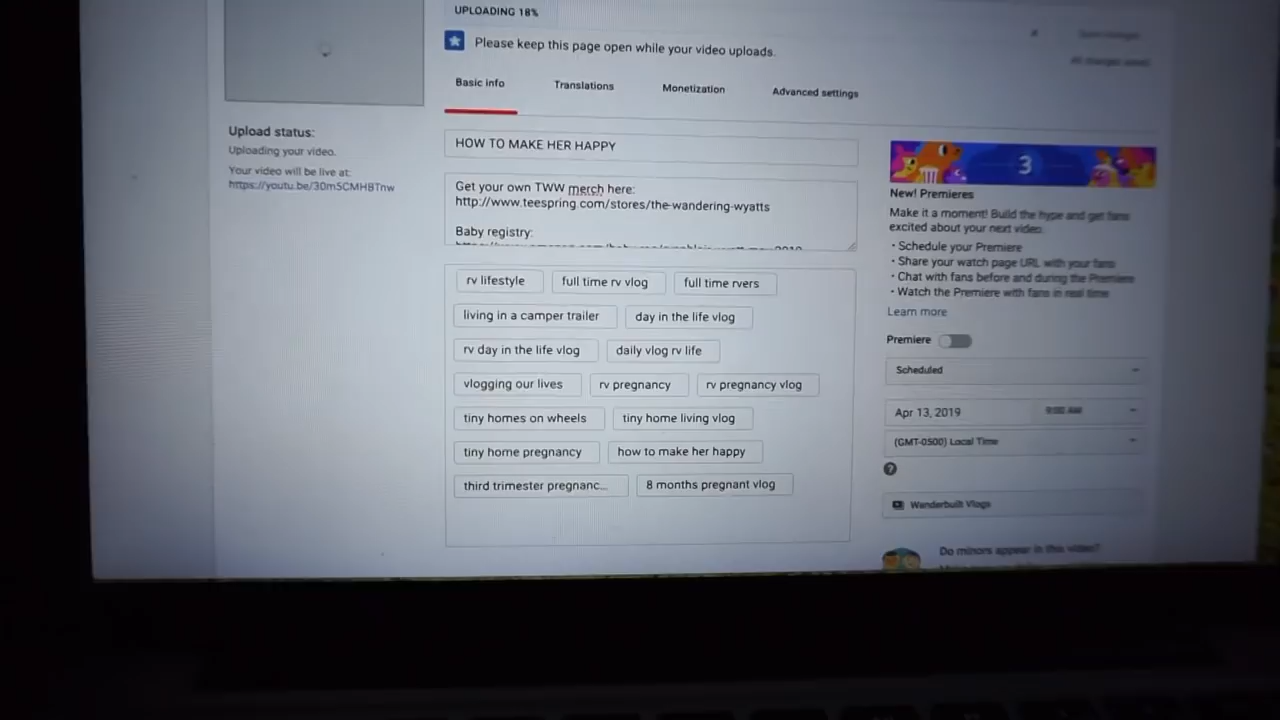 UPLOADING 18%
Please keep this page open while your video uploads.
Basic info
Translations
Monetization
Advanced settings
Upload status:
Uploading your video.
Your video will be live at:
https://youtu.be/30m5CMH8Tnw
HOW TO MAKE HER HAPPY
Get your own TWW merch here:
http://www.teespring.com/stores/the-wandering-wyatts
Baby registry:
rv lifestyle
full time rv vlog
full time rvers
living in a camper trailer
day in the life vlog
rv day in the life vlog
daily vlog rv life
vlogging our lives
rv pregnancy
rv pregnancy vlog
tiny homes on wheels
tiny home living vlog
tiny home pregnancy
how to make her happy
third trimester pregnanc...
8 months pregnant vlog
3
New! Premieres
Make it a moment! Build the hype and get fans
excited about your next video.
• Schedule your Premiere
• Share your watch page URL with your fans
• Chat with fans before and during the Premiere
• Watch the Premiere with fans in real time
Learn more
Premiere
Scheduled
Apr 13, 2019
9:00 AM
(GMT-0500) Local Time
?
Wanderbuilt Vlogs
Do minors appear in this video?